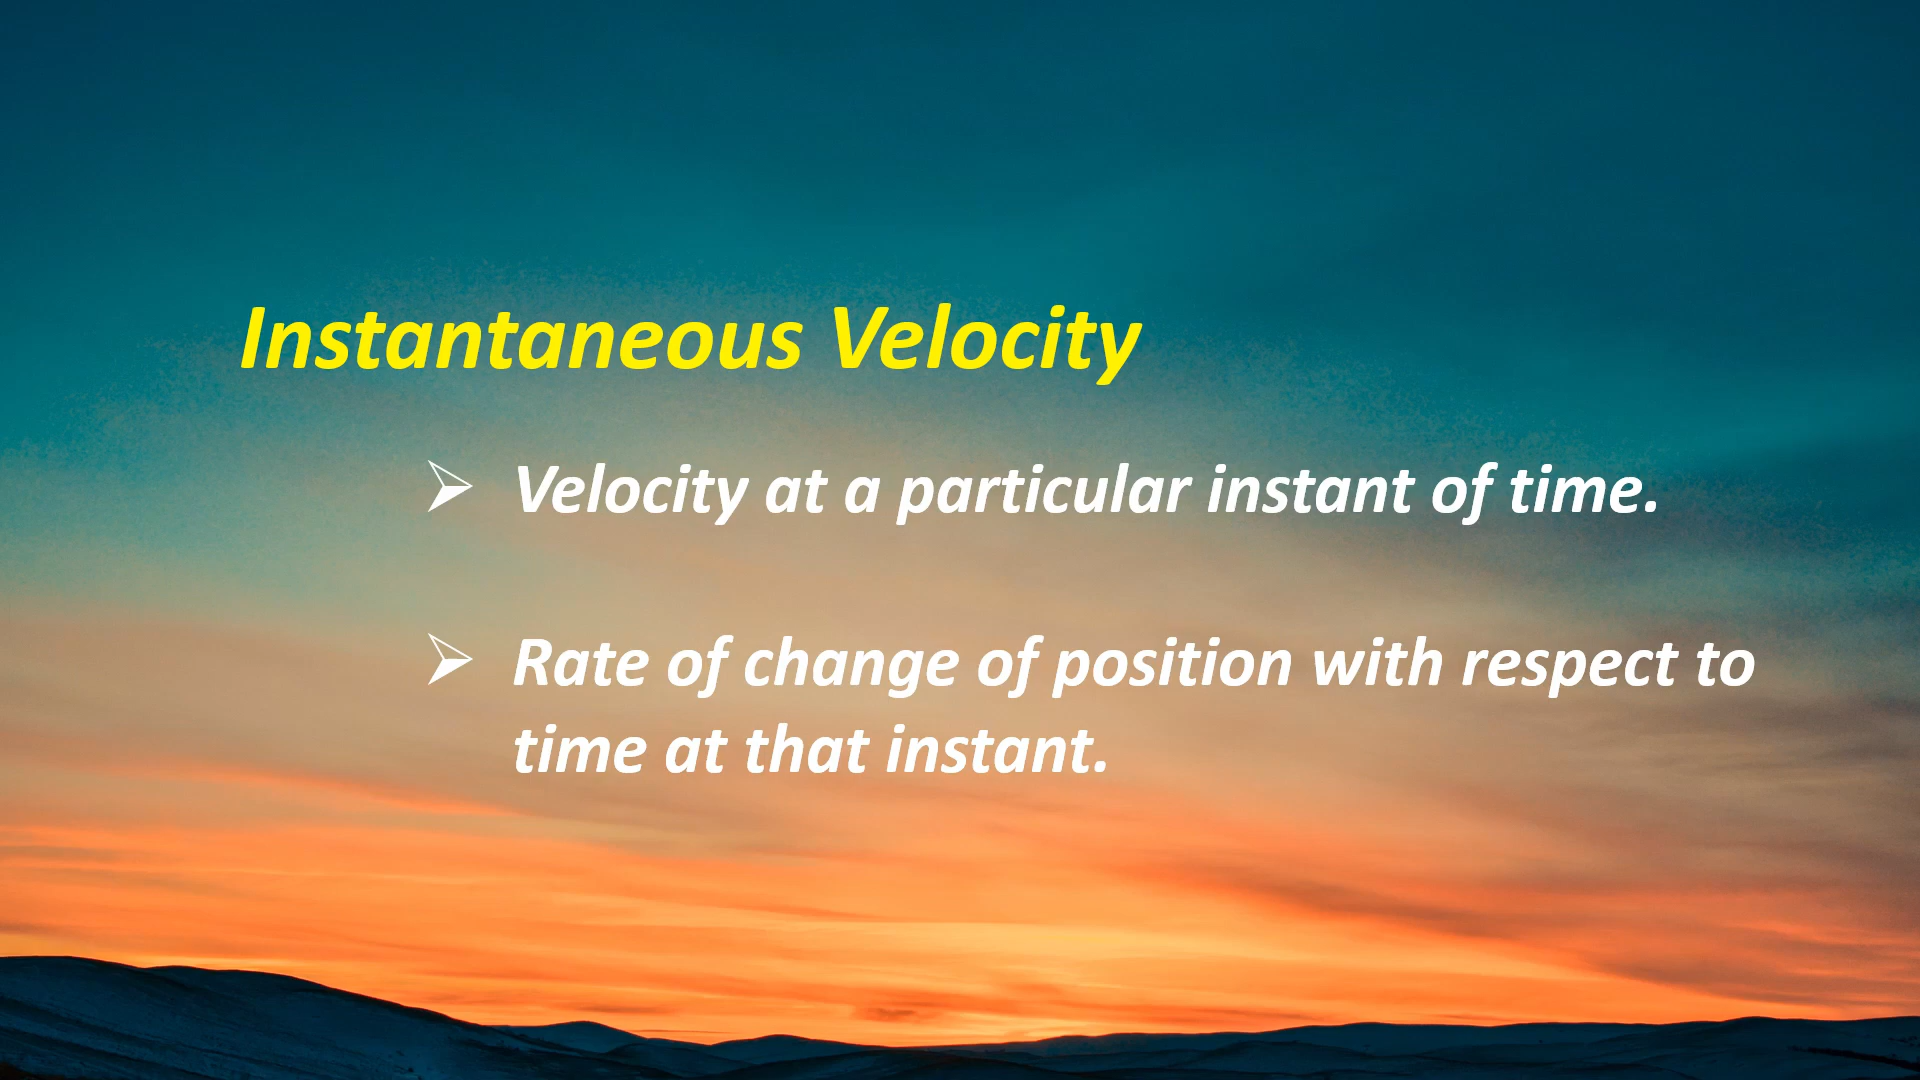 Instantaneous Velocity
➢ Velocity at a particular instant of time.
➢ Rate of change of position with respect to
time at that instant.